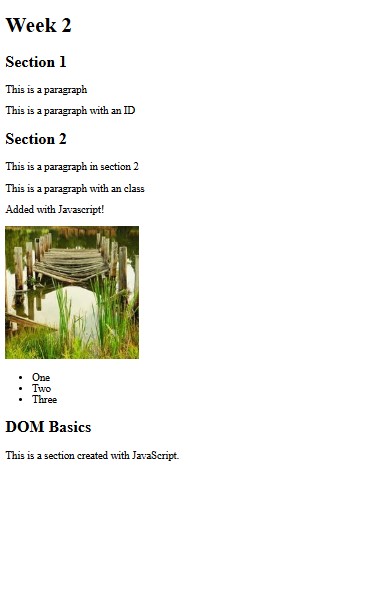 Week 2
Section 1
This is a paragraph
This is a paragraph with an ID
Section 2
This is a paragraph in section 2
This is a paragraph with an class
Added with Javascript!
One
Two
Three
DOM Basics
This is a section created with JavaScript.